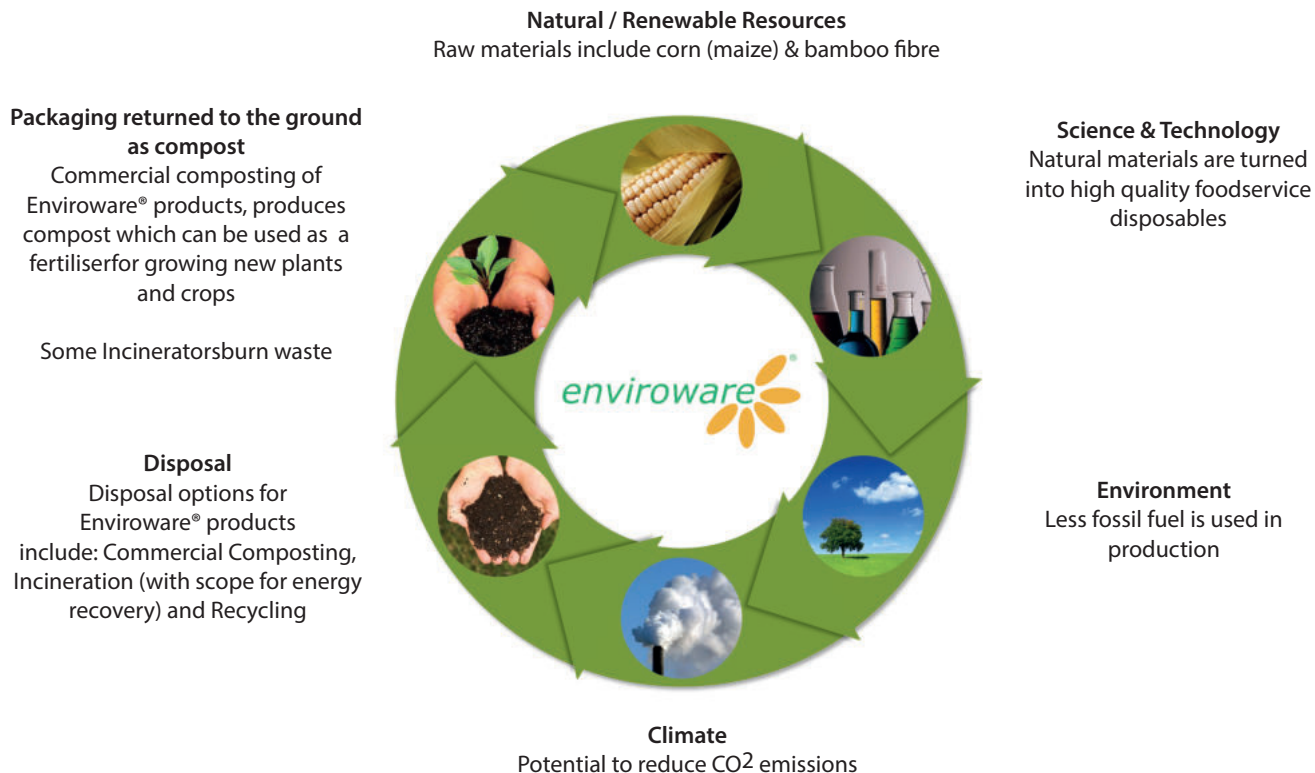 Natural / Renewable Resources
Raw materials include corn (maize) & bamboo fibre
Science & Technology
Natural materials are turned
into high quality foodservice
disposables
Environment
Less fossil fuel is used in
production
Climate
Potential to reduce CO2 emissions
Disposal
Disposal options for
Enviroware® products
include: Commercial Composting,
Incineration (with scope for energy
recovery) and Recycling
Packaging returned to the ground
as compost
Commercial composting of
Enviroware® products, produces
compost which can be used as a
fertiliserfor growing new plants
and crops
Some Incineratorsburn waste
enviroware®